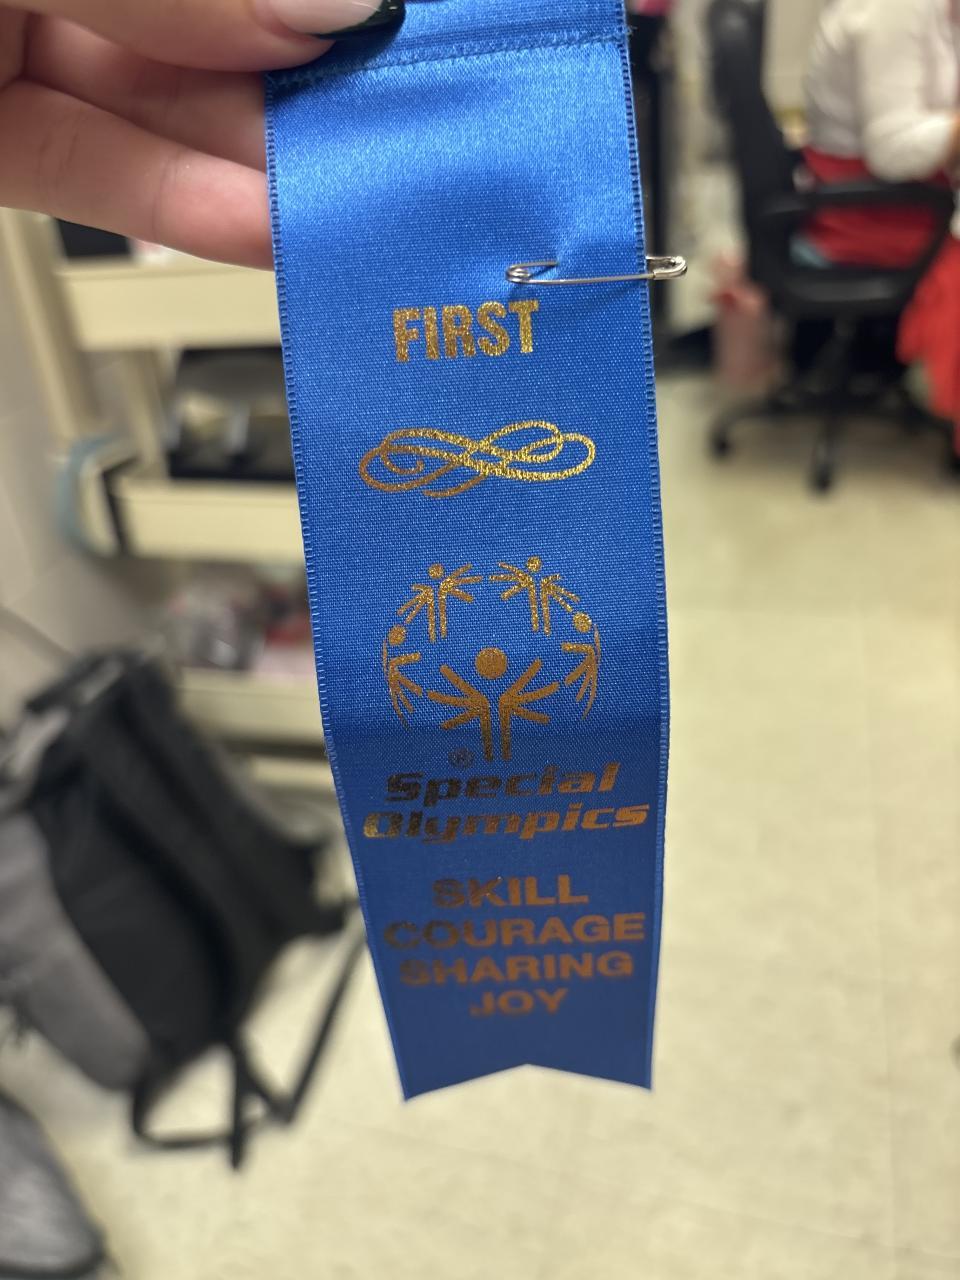 FIRST
®
Special
Olympics
SKILL
COURAGE
SHARING
JOY